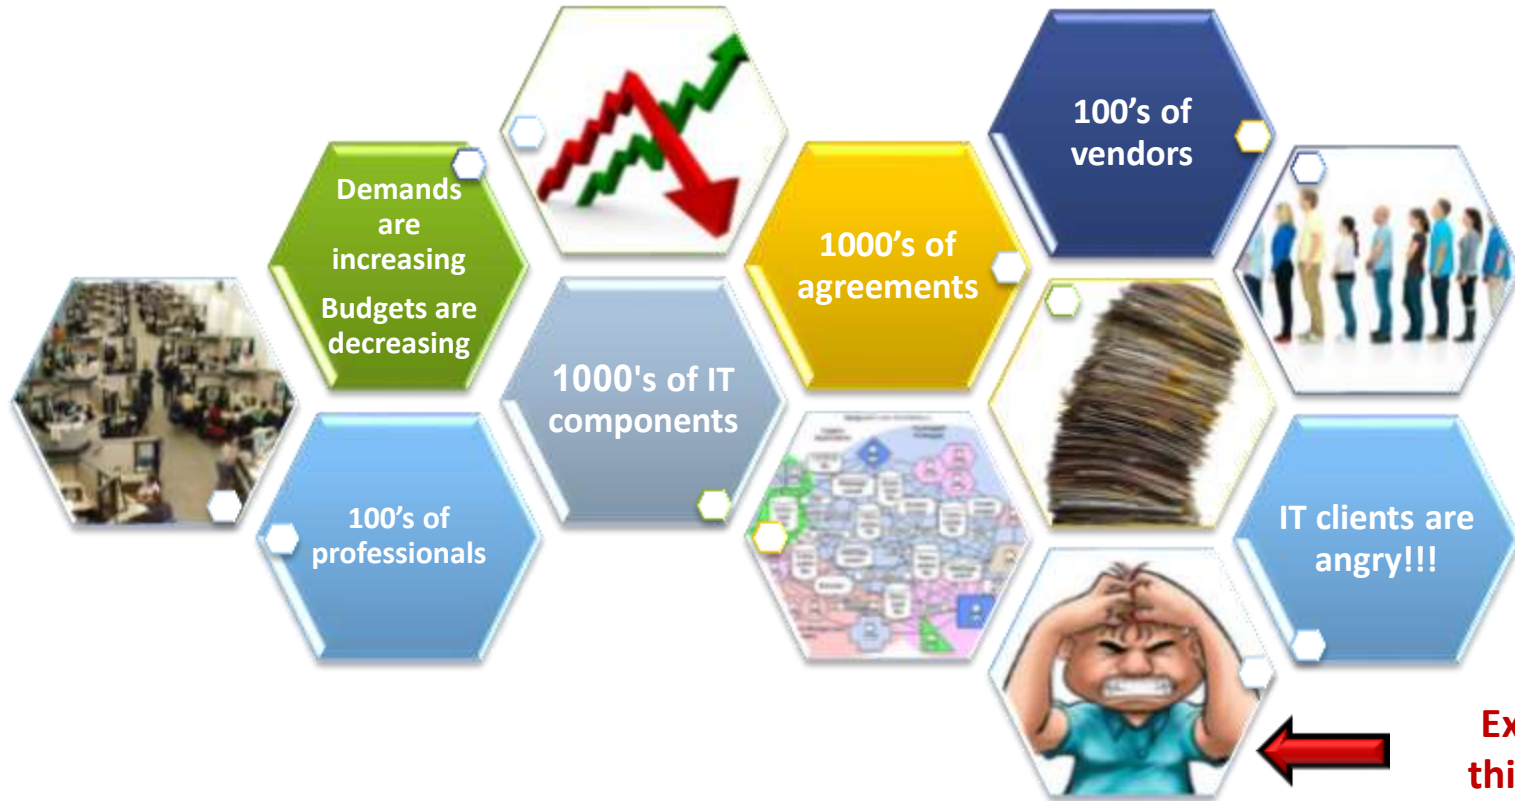 Demands
are
increasing
Budgets are
decreasing
100's of
professionals
1000's of IT
components
1000's of
agreements
100's of
vendors
IT clients are
angry!!!